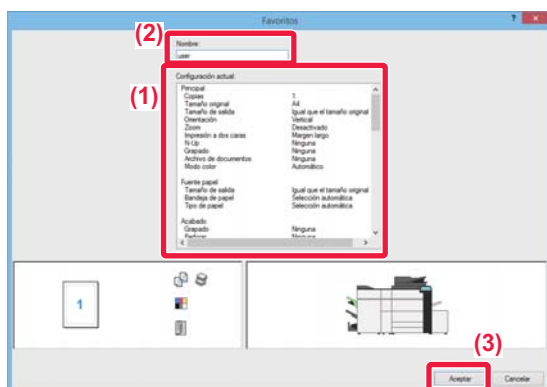 Favoritos
? x
(2)
Nombre:
user
(1)
Configuración actual:
Principal
Copias 1
Tamaño original A4
Tamaño de salida Igual que el tamaño original
Orientación Vertical
Zoom Desactivado
Impresión a dos caras Margen largo
N-Up Ninguna
Grapado Ninguna
Archivo de documentos Ninguna
Modo color Automático
Fuente papel
Tamaño de salida Igual que el tamaño original
Bandeja de papel Selección automática
Tipo de papel Selección automática
Acabado
Grapado Ninguna
Perforar Ninguna
1
(3)
Aceptar Cancelar